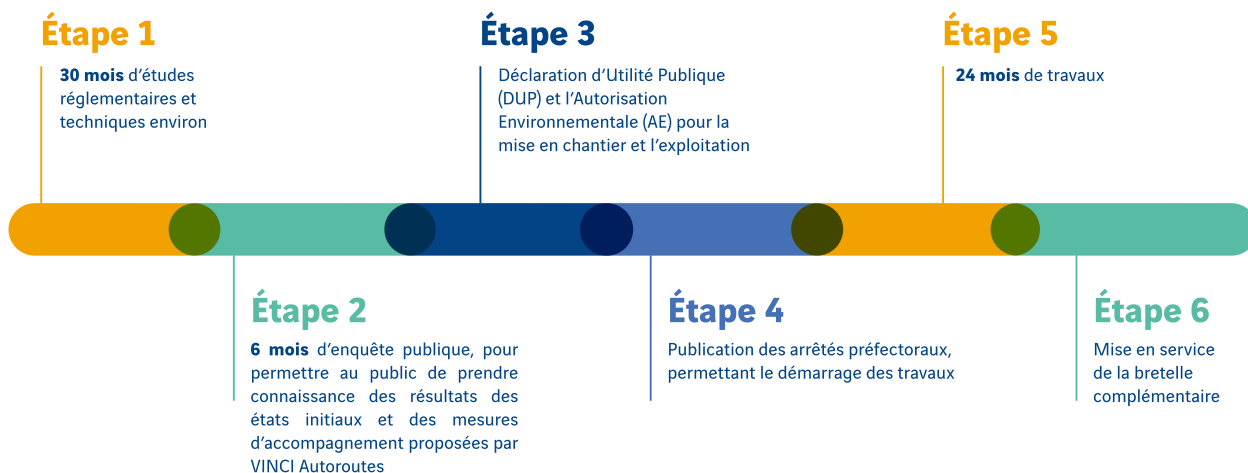 Étape 1
30 mois d’études
réglementaires et
techniques environ
Étape 2
6 mois d’enquête publique, pour
permettre au public de prendre
connaissance des résultats des
états initiaux et des mesures
d’accompagnement proposées par
VINCI Autoroutes
Étape 3
Déclaration d’Utilité Publique
(DUP) et l’Autorisation
Environnementale (AE) pour la
mise en chantier et l’exploitation
Étape 4
Publication des arrêtés préfectoraux,
permettant le démarrage des travaux
Étape 5
24 mois de travaux
Étape 6
Mise en service
de la bretelle
complémentaire